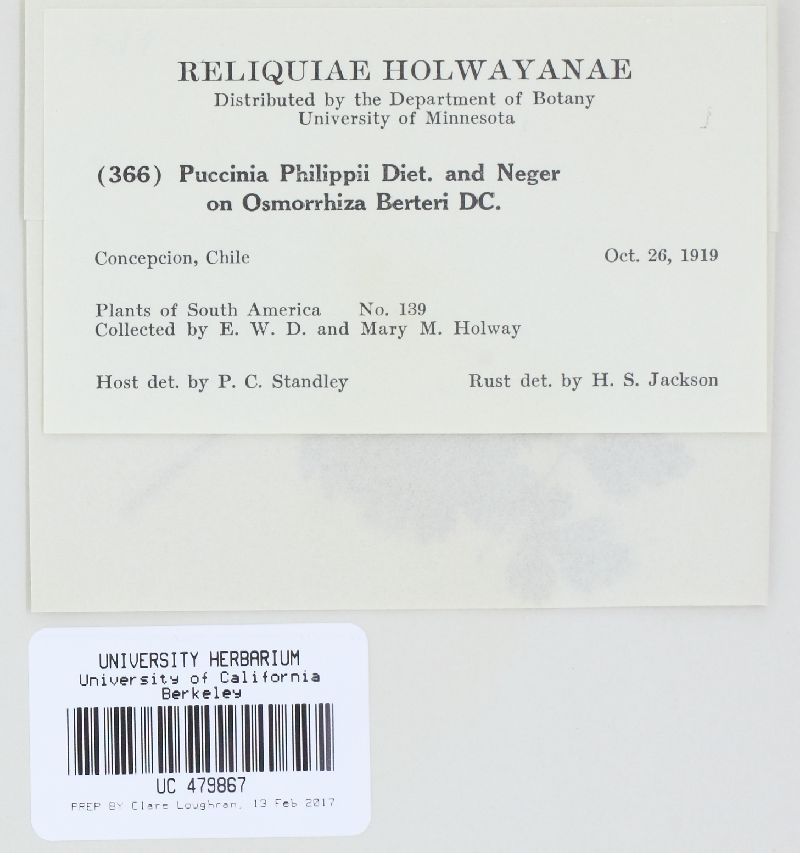 RELIQUIAE HOLWAYANAE
Distributed by the Department of Botany
University of Minnesota
(366) Puccinia Philippii Diet. and Neger
on Osmorrhiza Berteri DC.
Concepcion, Chile Oct. 26, 1919
Plants of South America No. 139
Collected by E. W. D. and Mary M. Holway
Host det. by P. C. Standley Rust det. by H. S. Jackson
UNIVERSITY HERBARIUM
University of California
Berkeley
UC 479867
PREP BY Clare Loughran, 13 Feb 2017